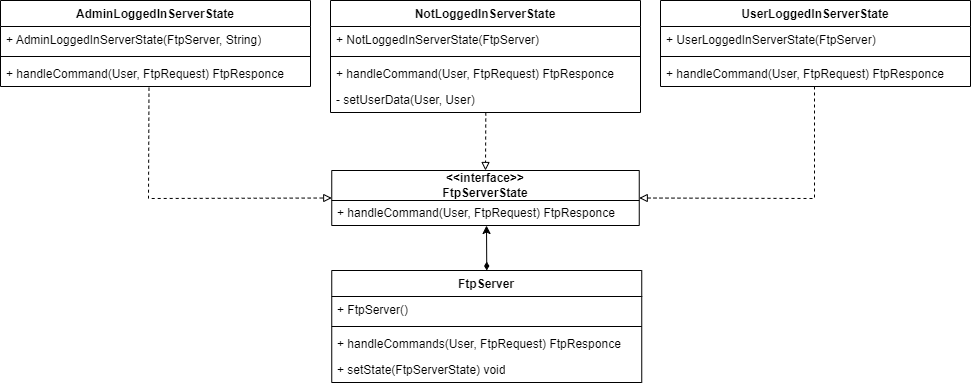 AdminLoggedInServerState
+ AdminLoggedInServerState(FtpServer, String)
+ handleCommand(User, FtpRequest) FtpResponce
NotLoggedInServerState
+ NotLoggedInServerState(FtpServer)
+ handleCommand(User, FtpRequest) FtpResponce
- setUserData(User, User)
UserLoggedInServerState
+ UserLoggedInServerState(FtpServer)
+ handleCommand(User, FtpRequest) FtpResponce
<<interface>>
FtpServerState
+ handleCommand(User, FtpRequest) FtpResponce
FtpServer
+ FtpServer()
+ handleCommands(User, FtpRequest) FtpResponce
+ setState(FtpServerState) void